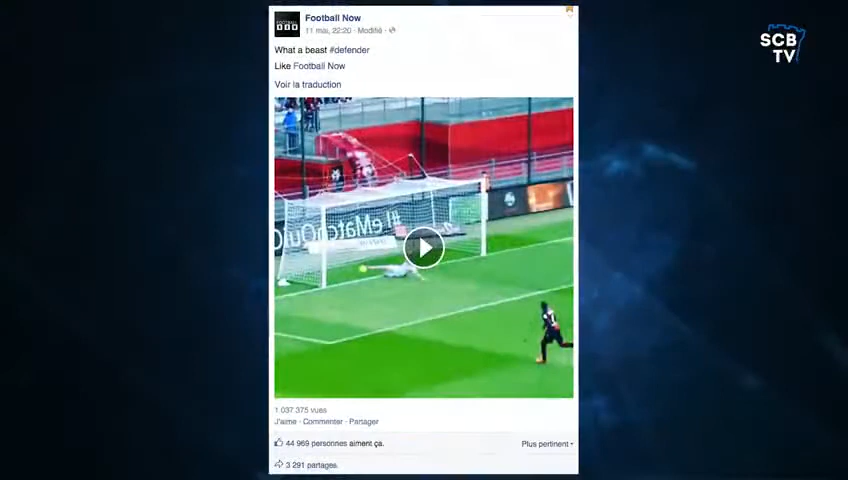 Football Now
11 mai, 22:20 · Modifié ·
SCB
TV
What a beast #defender
Like Football Now
Voir la traduction
#LeMatchQui
1 037 375 vues
J'aime · Commenter · Partager
44 969 personnes aiment ça.
Plus pertinent
3 291 partages.